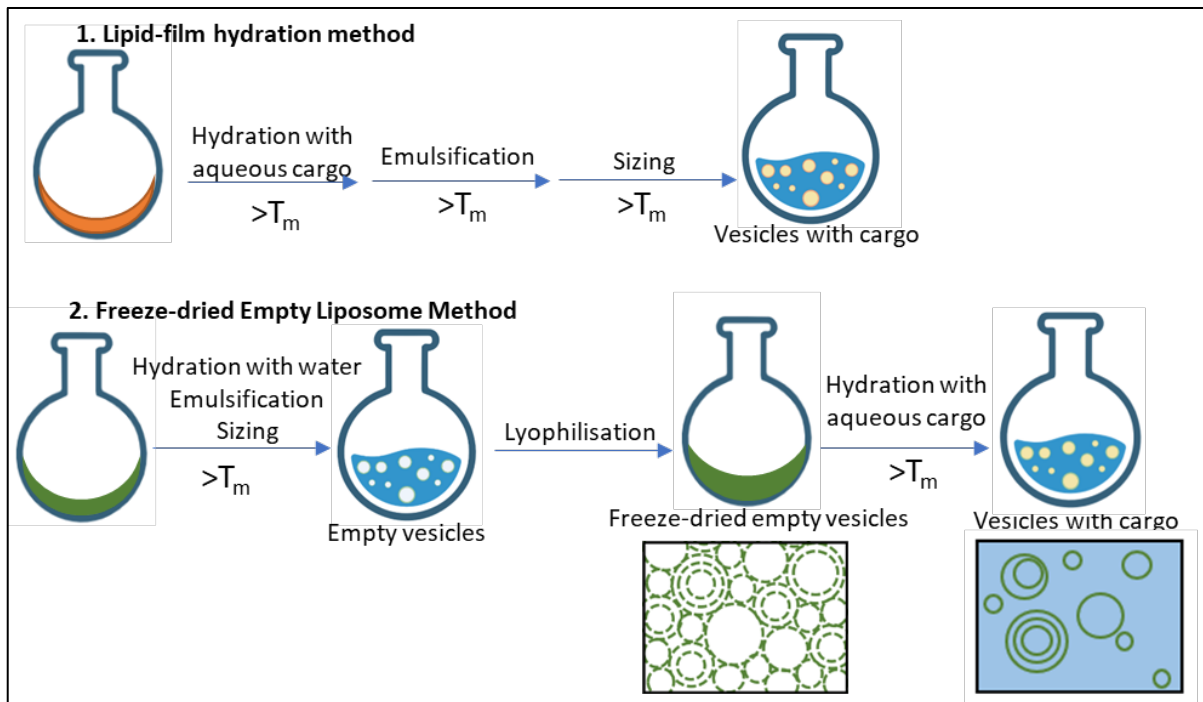 1. Lipid-film hydration method
Hydration with
aqueous cargo
>Tm
Emulsification
>Tm
Sizing
>Tm
Vesicles with cargo
2. Freeze-dried Empty Liposome Method
Hydration with water
Emulsification
Sizing
>Tm
Empty vesicles
Lyophilisation
Freeze-dried empty vesicles
Hydration with
aqueous cargo
>Tm
Vesicles with cargo